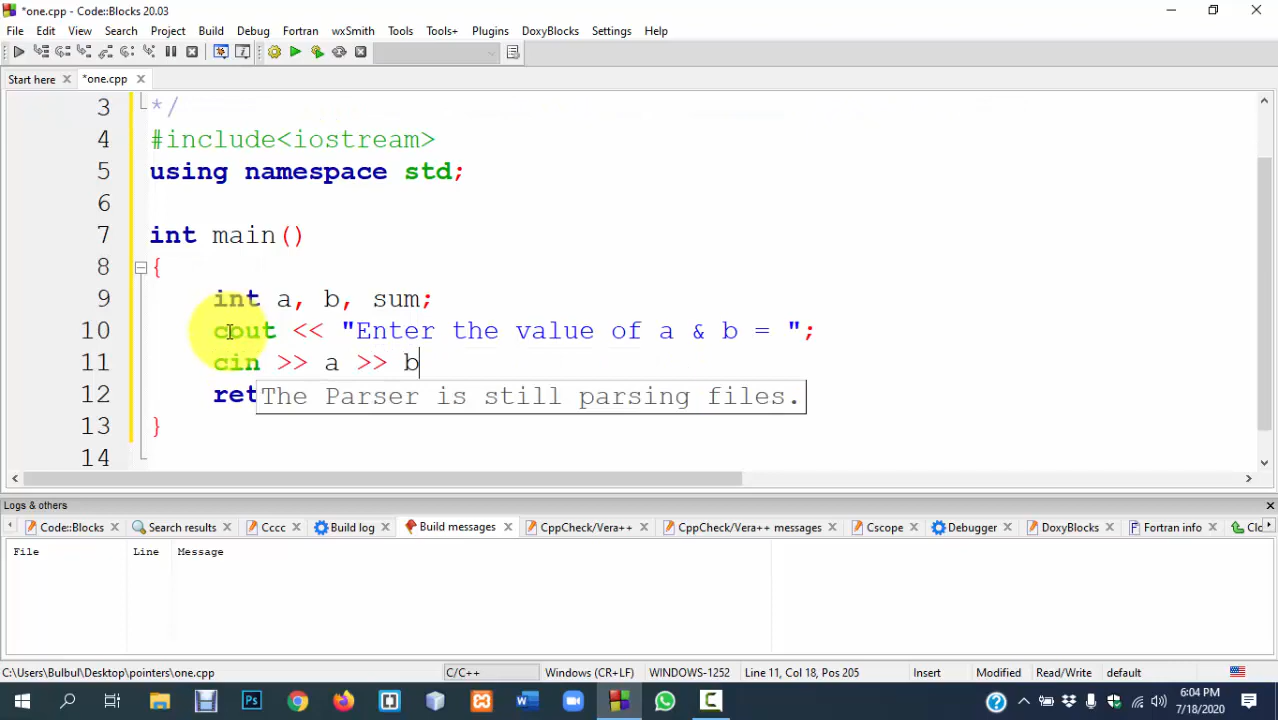 *one.cpp - Code::Blocks 20.03
File Edit View Search Project Build Debug Fortran wxSmith Tools Tools+ Plugins DoxyBlocks Settings Help
Start here *one.cpp
3 */
4 #include<iostream>
5 using namespace std;
6
7 int main()
8 {
9 int a, b, sum;
10 cout << "Enter the value of a & b = ";
11 cin >> a >> b
12 ret
The Parser is still parsing files.
13 }
14
Logs & others
Code::Blocks Search results Cccc Build log Build messages CppCheck/Vera++ CppCheck/Vera++ messages Cscope Debugger DoxyBlocks Fortran info Clo
File Line Message
C:\Users\Bulbul\Desktop\pointers\one.cpp C/C++ Windows (CR+LF) WINDOWS-1252 Line 11, Col 18, Pos 205 Insert Modified Read/Write default
6:04 PM
7/18/2020